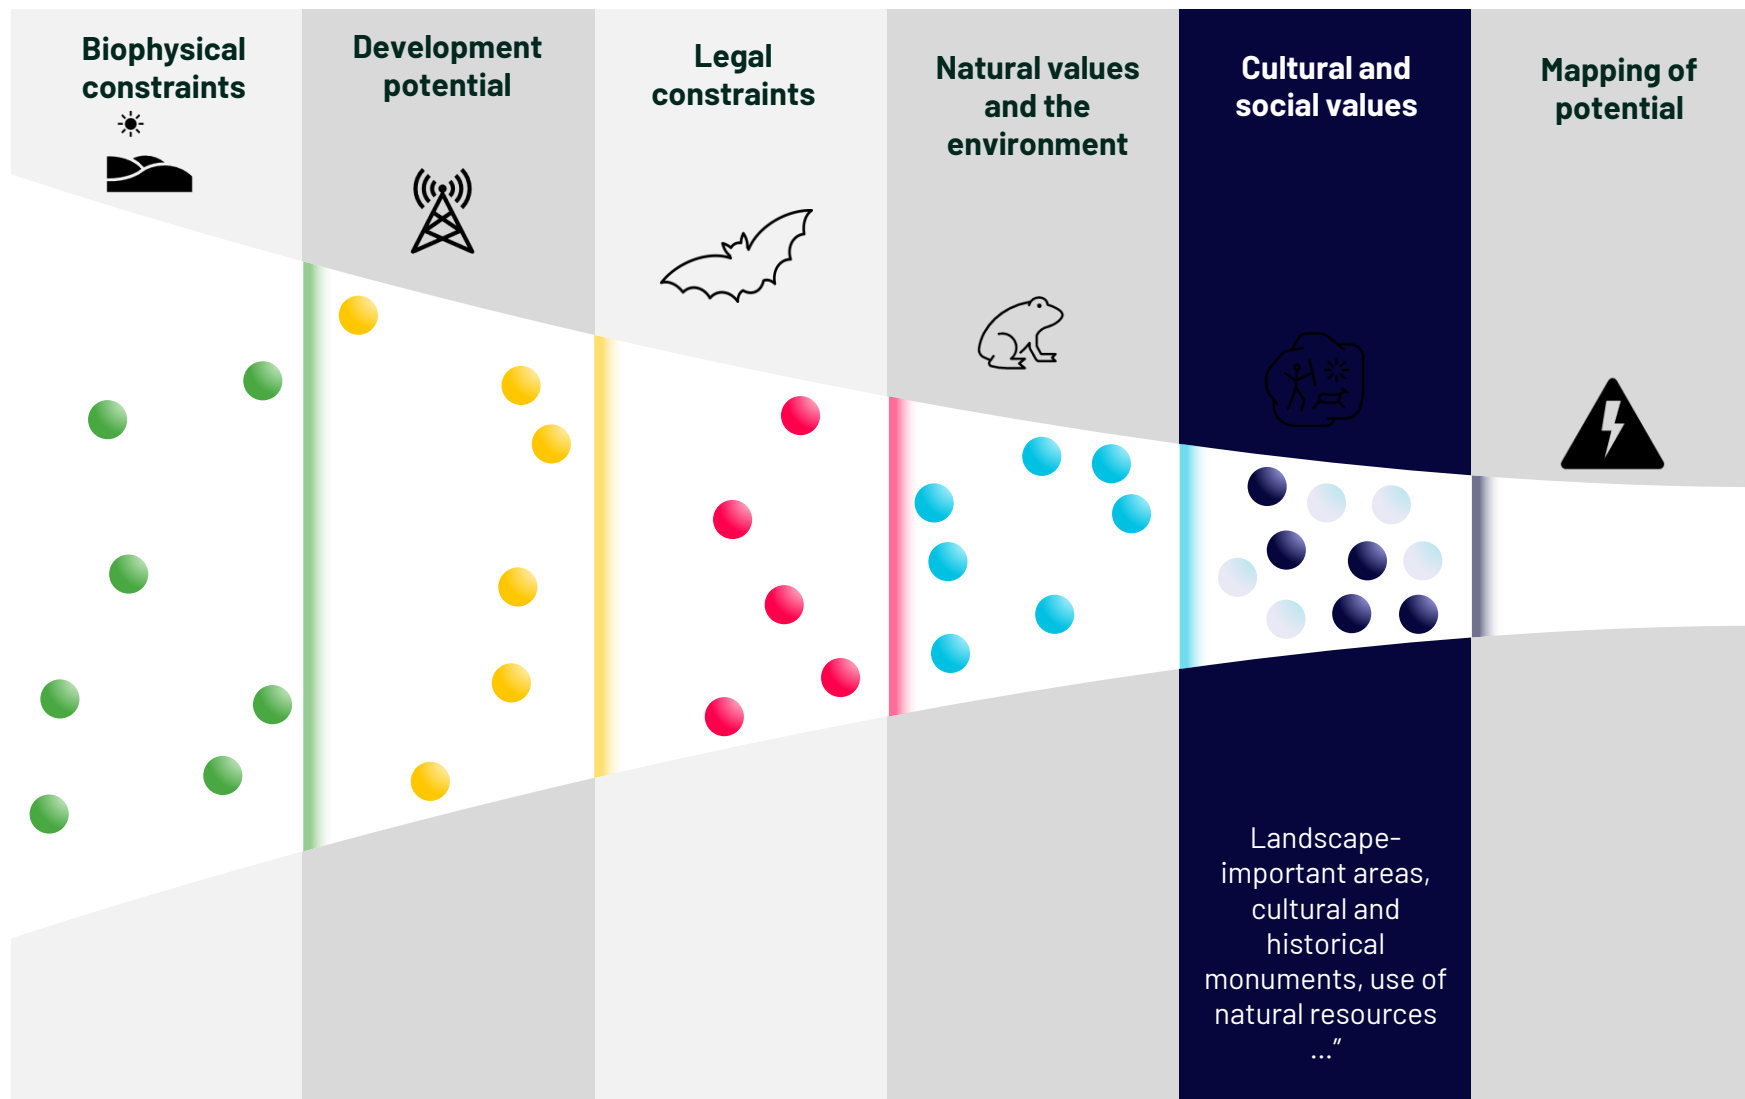 Biophysical
constraints
Development
potential
Legal
constraints
Natural values
and the
environment
Cultural and
social values
Mapping of
potential
Landscape-
important areas,
cultural and
historical
monuments, use of
natural resources
…”